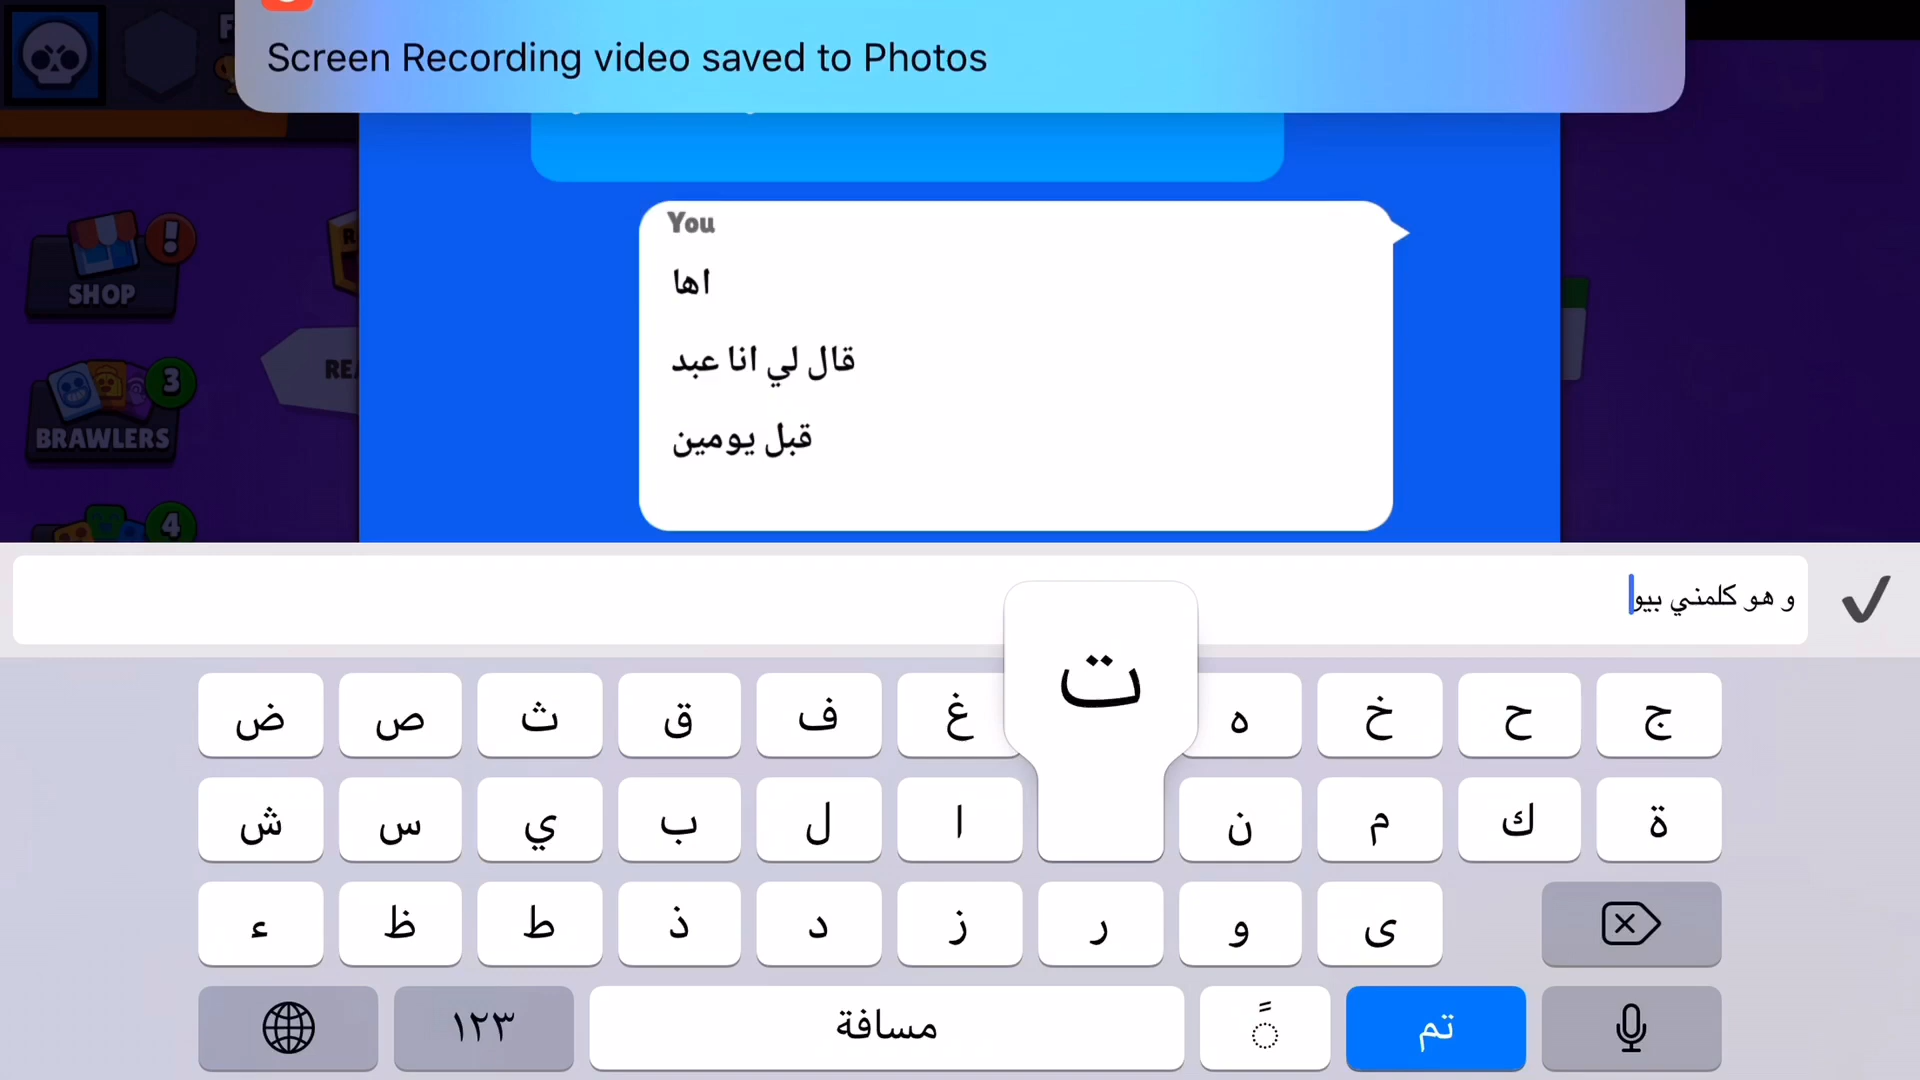 Screen Recording video saved to Photos
You
اها
قال لي انا عبد
قبل يومين
SHOP
3
BRAWLERS
4
و هو كلمني بيو
ت
ض ص ث ق ف غ ه خ ح ج
ش س ي ب ل ا ن م ك ة
ء ظ ط ذ د ز ر و ى
١٢٣ مسافة تم